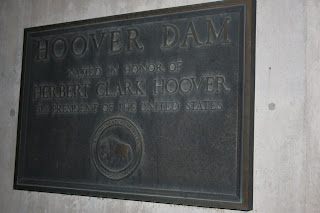 HOOVER DAM
NAMED IN HONOR OF
HERBERT CLARK HOOVER
PRESIDENT OF THE UNITED STATES